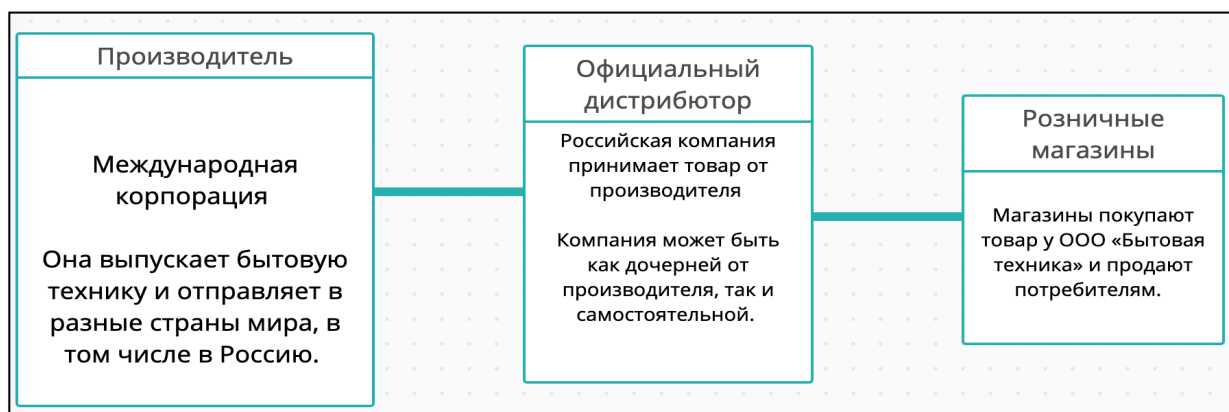 Производитель
Международная
корпорация
Она выпускает бытовую
технику и отправляет в
разные страны мира, в
том числе в Россию.
Официальный
дистрибютор
Российская компания
принимает товар от
производителя
Компания может быть
как дочерней от
производителя, так и
самостоятельной.
Розничные
магазины
Магазины покупают
товар у ООО «Бытовая
техника» и продают
потребителям.